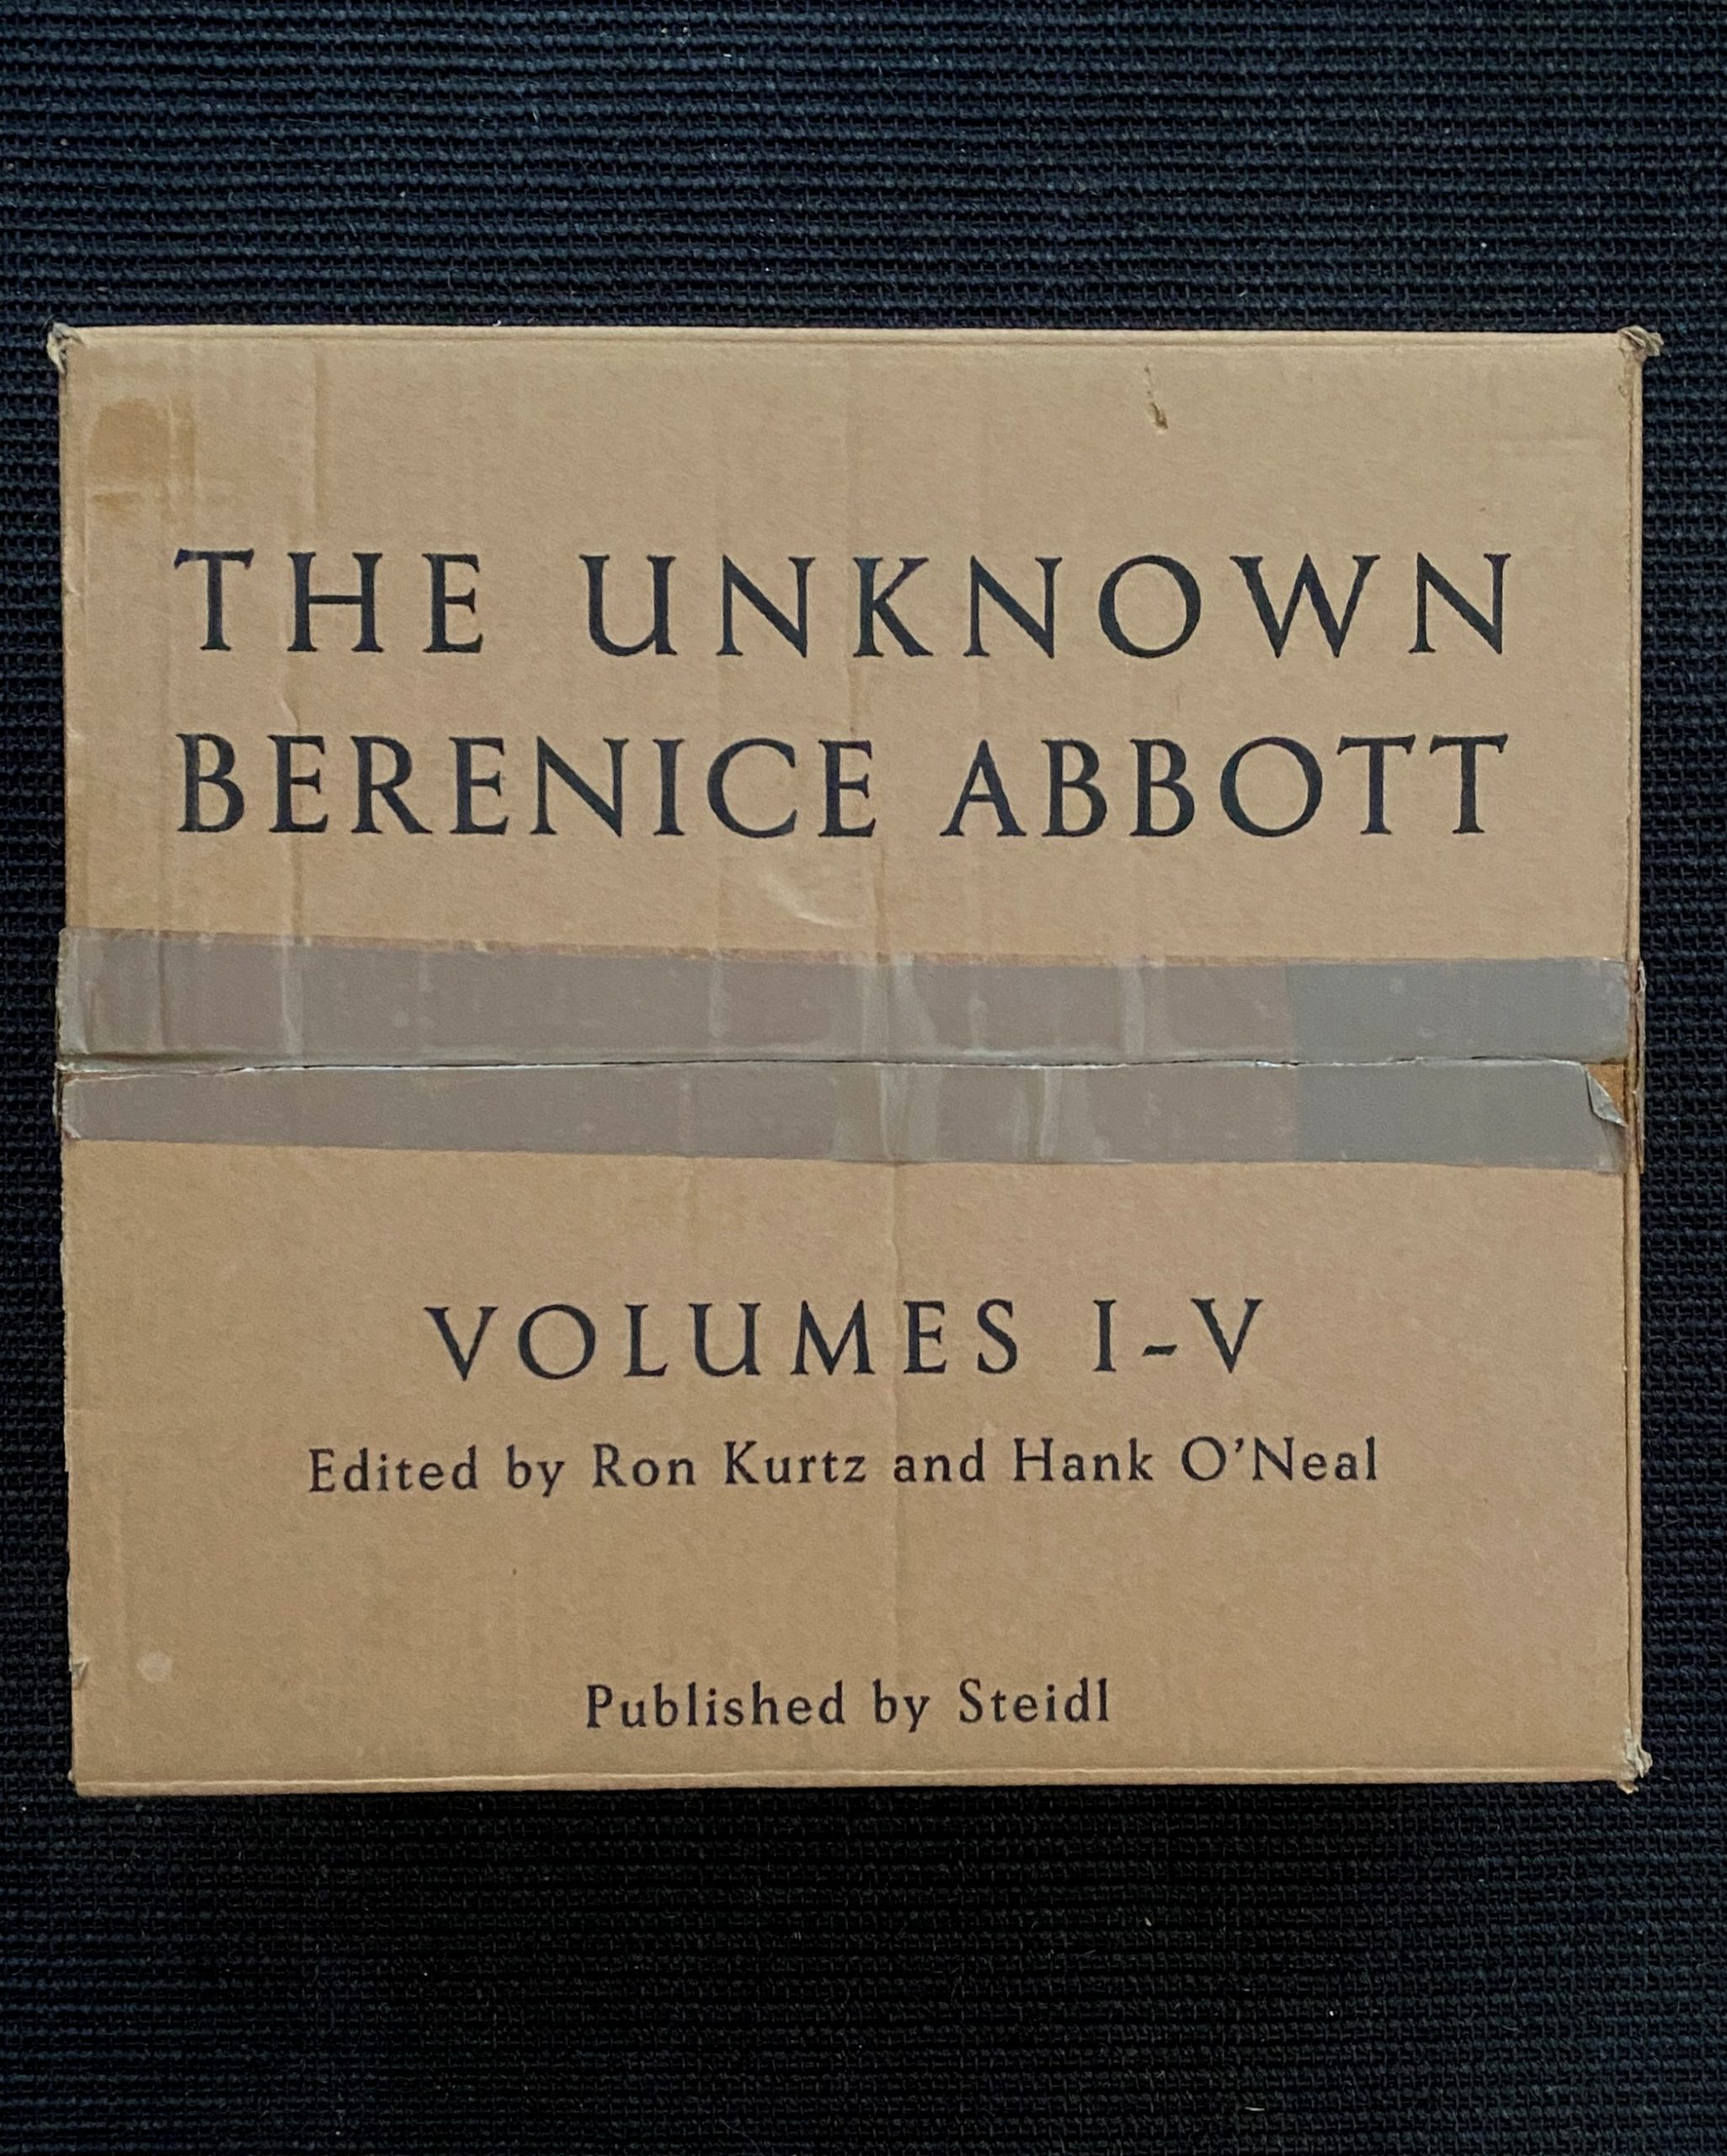 THE UNKNOWN
BERENICE ABBOTT
VOLUMES I-V
Edited by Ron Kurtz and Hank O'Neal
Published by Steidl